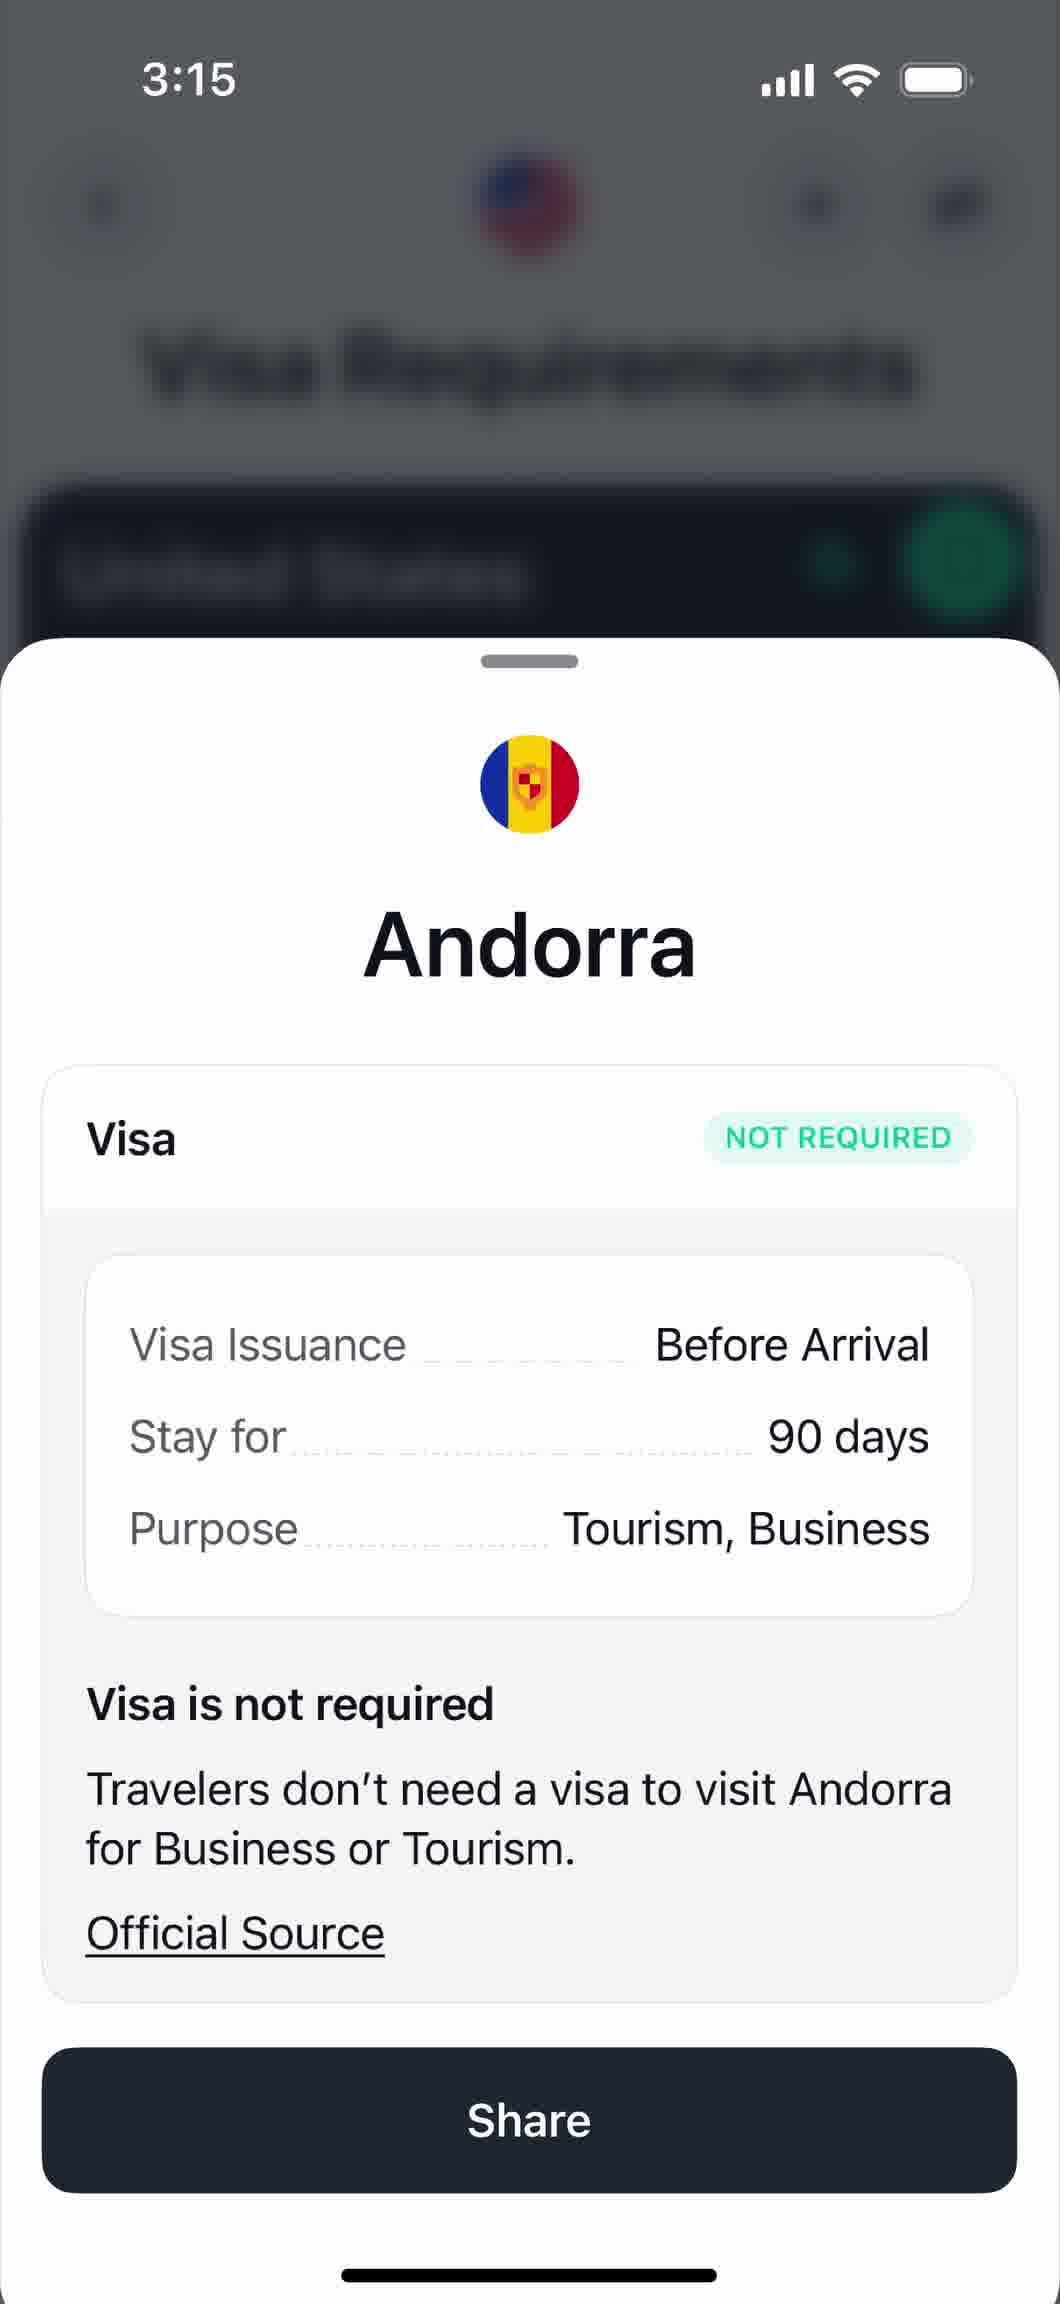 3:15
Visa Requirements
United States
Andorra
Visa
NOT REQUIRED
Visa Issuance Before Arrival
Stay for 90 days
Purpose Tourism, Business
Visa is not required
Travelers don’t need a visa to visit Andorra
for Business or Tourism.
Official Source
Share